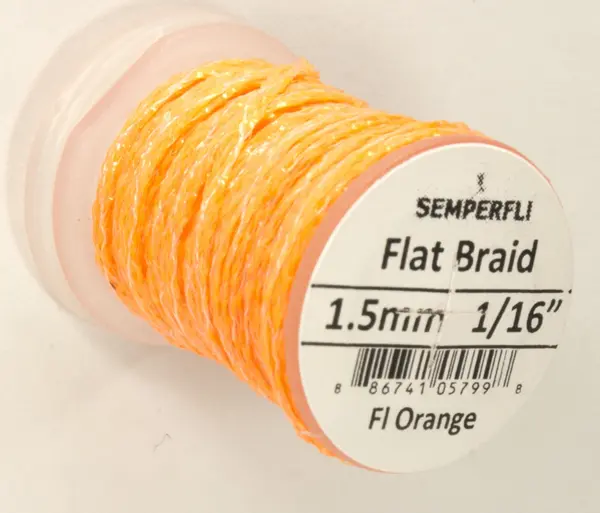 SEMPERFLI
Flat Braid
1.5mm 1/16”
8 86741 05799 8
Fl Orange